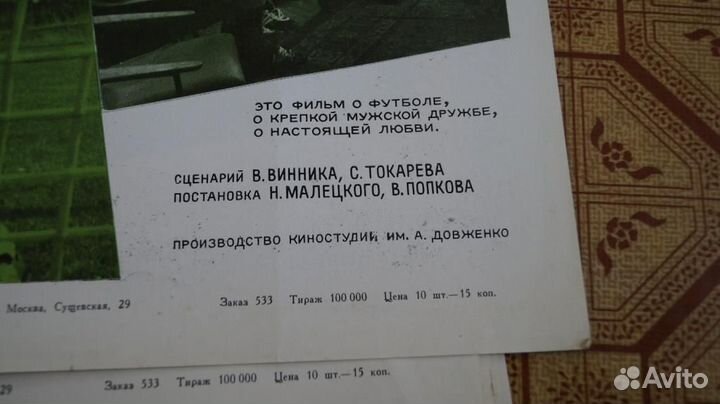 ЭТО ФИЛЬМ О ФУТБОЛЕ,
О КРЕПКОЙ МУЖСКОЙ ДРУЖБЕ,
О НАСТОЯЩЕЙ ЛЮБВИ.
СЦЕНАРИЙ В. ВИННИКА, С. ТОКАРЕВА
ПОСТАНОВКА Н. МАЛЕЦКОГО, В. ПОПКОВА
ПРОИЗВОДСТВО КИНОСТУДИИ ИМ. А. ДОВЖЕНКО
Москва, Сущевская, 29 Заказ 533 Тираж 100 000 Цена 10 шт.—15 коп.
29 Заказ 533 Тираж 100 000 Цена 10 шт.—15 коп.
Avito